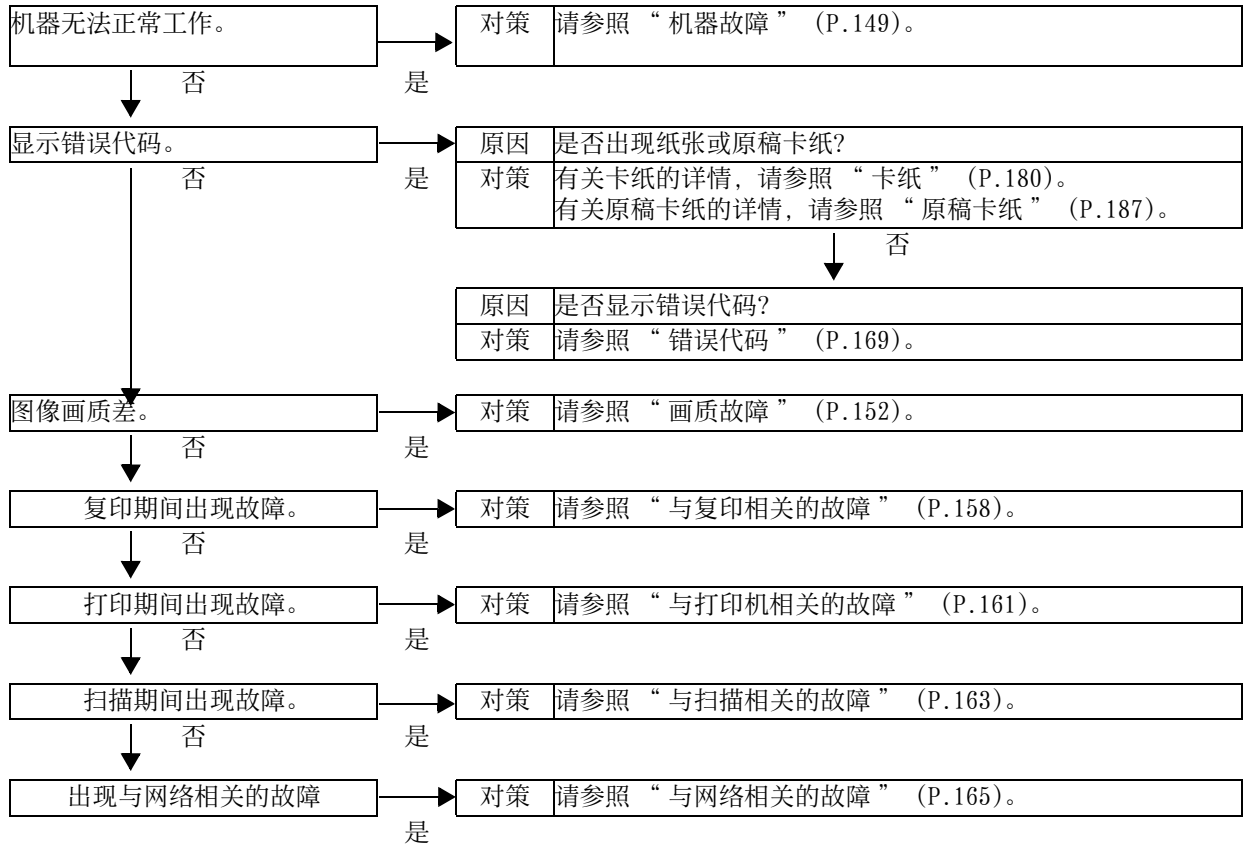 机器无法正常工作。
对策 请参照 “ 机器故障 ” (P.149)。
否 是
显示错误代码。
原因 是否出现纸张或原稿卡纸?
对策 有关卡纸的详情, 请参照 “ 卡纸 ” (P.180)。
有关原稿卡纸的详情, 请参照 “ 原稿卡纸 ” (P.187)。
否 是
否
原因 是否显示错误代码?
对策 请参照 “ 错误代码 ” (P.169)。
图像画质差。
对策 请参照 “ 画质故障 ” (P.152)。
否 是
复印期间出现故障。
对策 请参照 “ 与复印相关的故障 ” (P.158)。
否 是
打印期间出现故障。
对策 请参照 “ 与打印机相关的故障 ” (P.161)。
否 是
扫描期间出现故障。
对策 请参照 “ 与扫描相关的故障 ” (P.163)。
否 是
出现与网络相关的故障
对策 请参照 “ 与网络相关的故障 ” (P.165)。
是